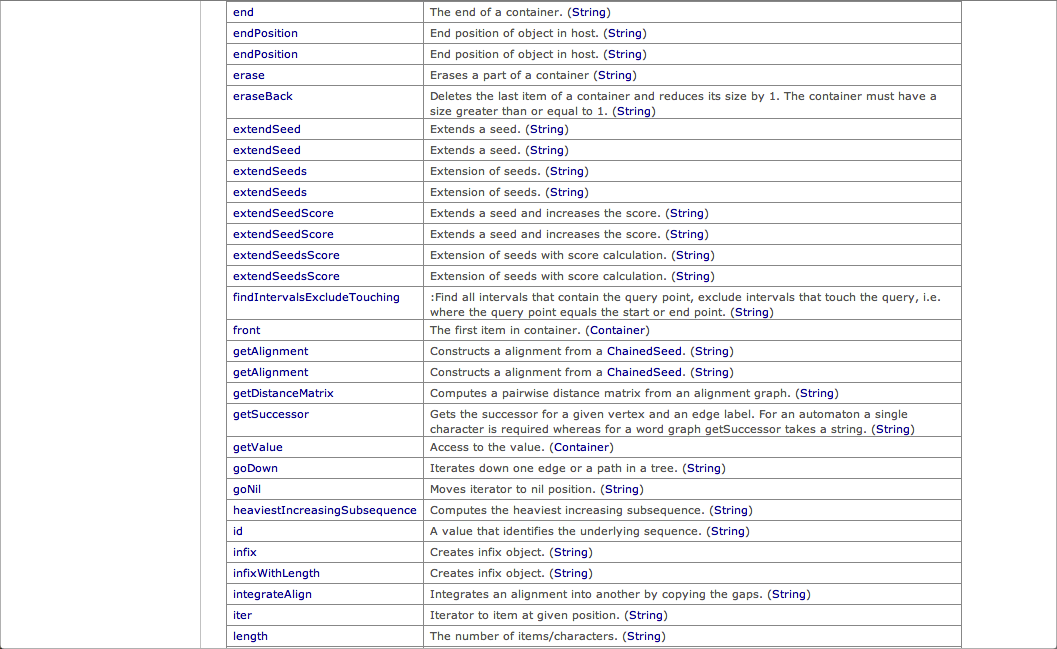 end The end of a container. (String)
endPosition End position of object in host. (String)
endPosition End position of object in host. (String)
erase Erases a part of a container (String)
eraseBack Deletes the last item of a container and reduces its size by 1. The container must have a
size greater than or equal to 1. (String)
extendSeed Extends a seed. (String)
extendSeed Extends a seed. (String)
extendSeeds Extension of seeds. (String)
extendSeeds Extension of seeds. (String)
extendSeedScore Extends a seed and increases the score. (String)
extendSeedScore Extends a seed and increases the score. (String)
extendSeedsScore Extension of seeds with score calculation. (String)
extendSeedsScore Extension of seeds with score calculation. (String)
findIntervalsExcludeTouching :Find all intervals that contain the query point, exclude intervals that touch the query, i.e.
where the query point equals the start or end point. (String)
front The first item in container. (Container)
getAlignment Constructs a alignment from a ChainedSeed. (String)
getAlignment Constructs a alignment from a ChainedSeed. (String)
getDistanceMatrix Computes a pairwise distance matrix from an alignment graph. (String)
getSuccessor Gets the successor for a given vertex and an edge label. For an automaton a single
character is required whereas for a word graph getSuccessor takes a string. (String)
getValue Access to the value. (Container)
goDown Iterates down one edge or a path in a tree. (String)
goNil Moves iterator to nil position. (String)
heaviestIncreasingSubsequence Computes the heaviest increasing subsequence. (String)
id A value that identifies the underlying sequence. (String)
infix Creates infix object. (String)
infixWithLength Creates infix object. (String)
integrateAlign Integrates an alignment into another by copying the gaps. (String)
iter Iterator to item at given position. (String)
length The number of items/characters. (String)